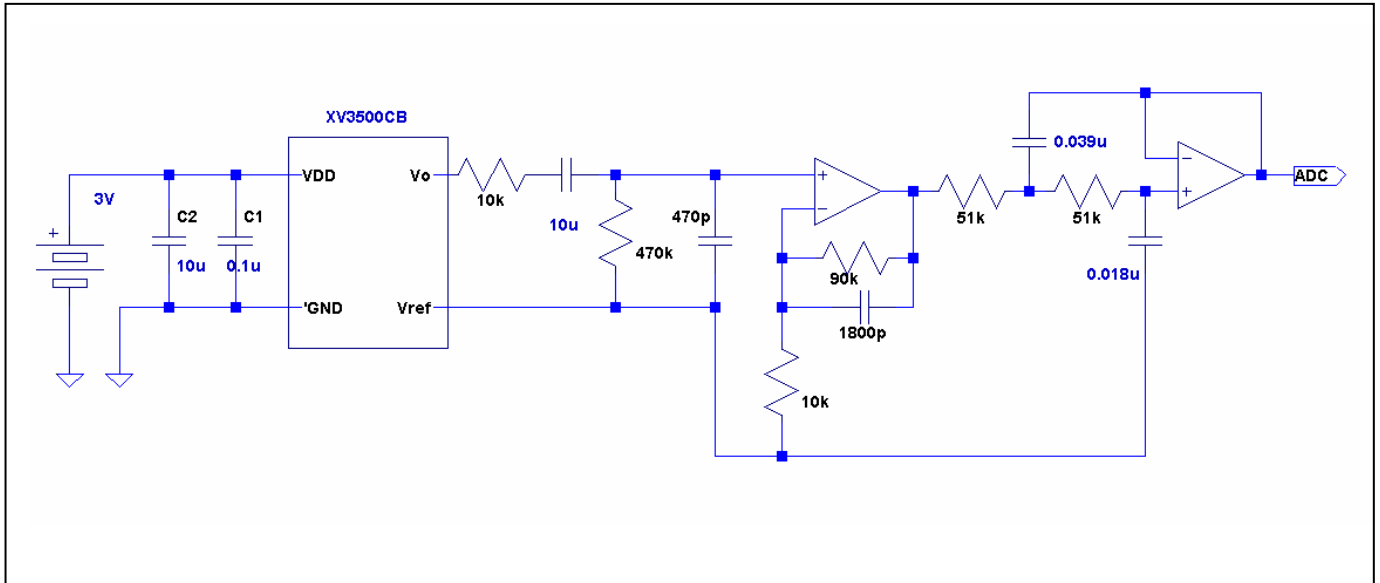 XV3500CB
3V
+
C2
10u
C1
0.1u
VDD
'GND
Vo
Vref
10k
10u
470k
470p
+
−
90k
1800p
10k
51k
0.039u
51k
−
+
0.018u
ADC